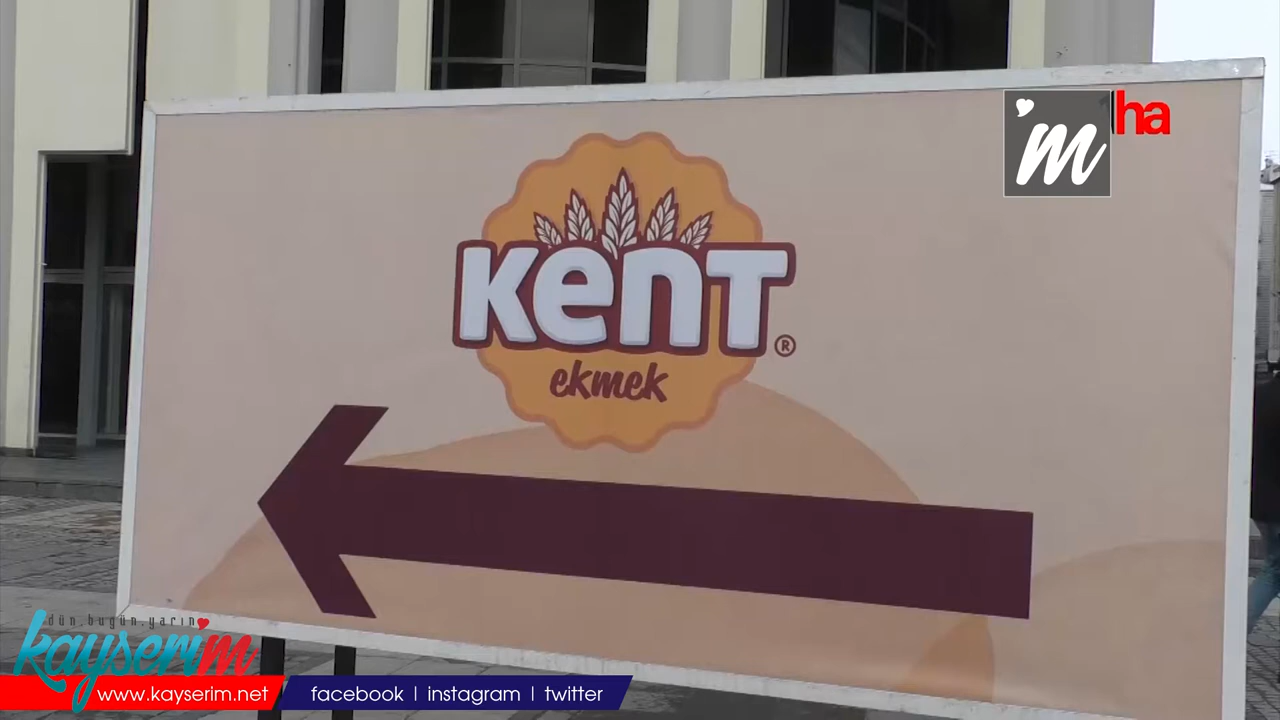 'm ha
KenT
®
ekmek
dün.bugün.yarın
kayserim
www.kayserim.net
facebook | instagram | twitter